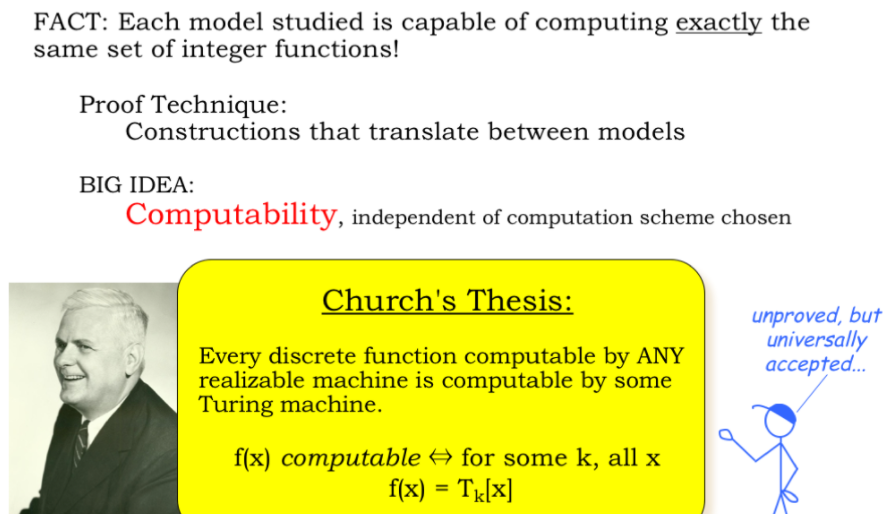 FACT: Each model studied is capable of computing exactly the
same set of integer functions!
Proof Technique:
Constructions that translate between models
BIG IDEA:
Computability, independent of computation scheme chosen
Church's Thesis:
Every discrete function computable by ANY
realizable machine is computable by some
Turing machine.
f(x) computable ⇔ for some k, all x
f(x) = Tₖ[x]
unproved, but
universally
accepted...